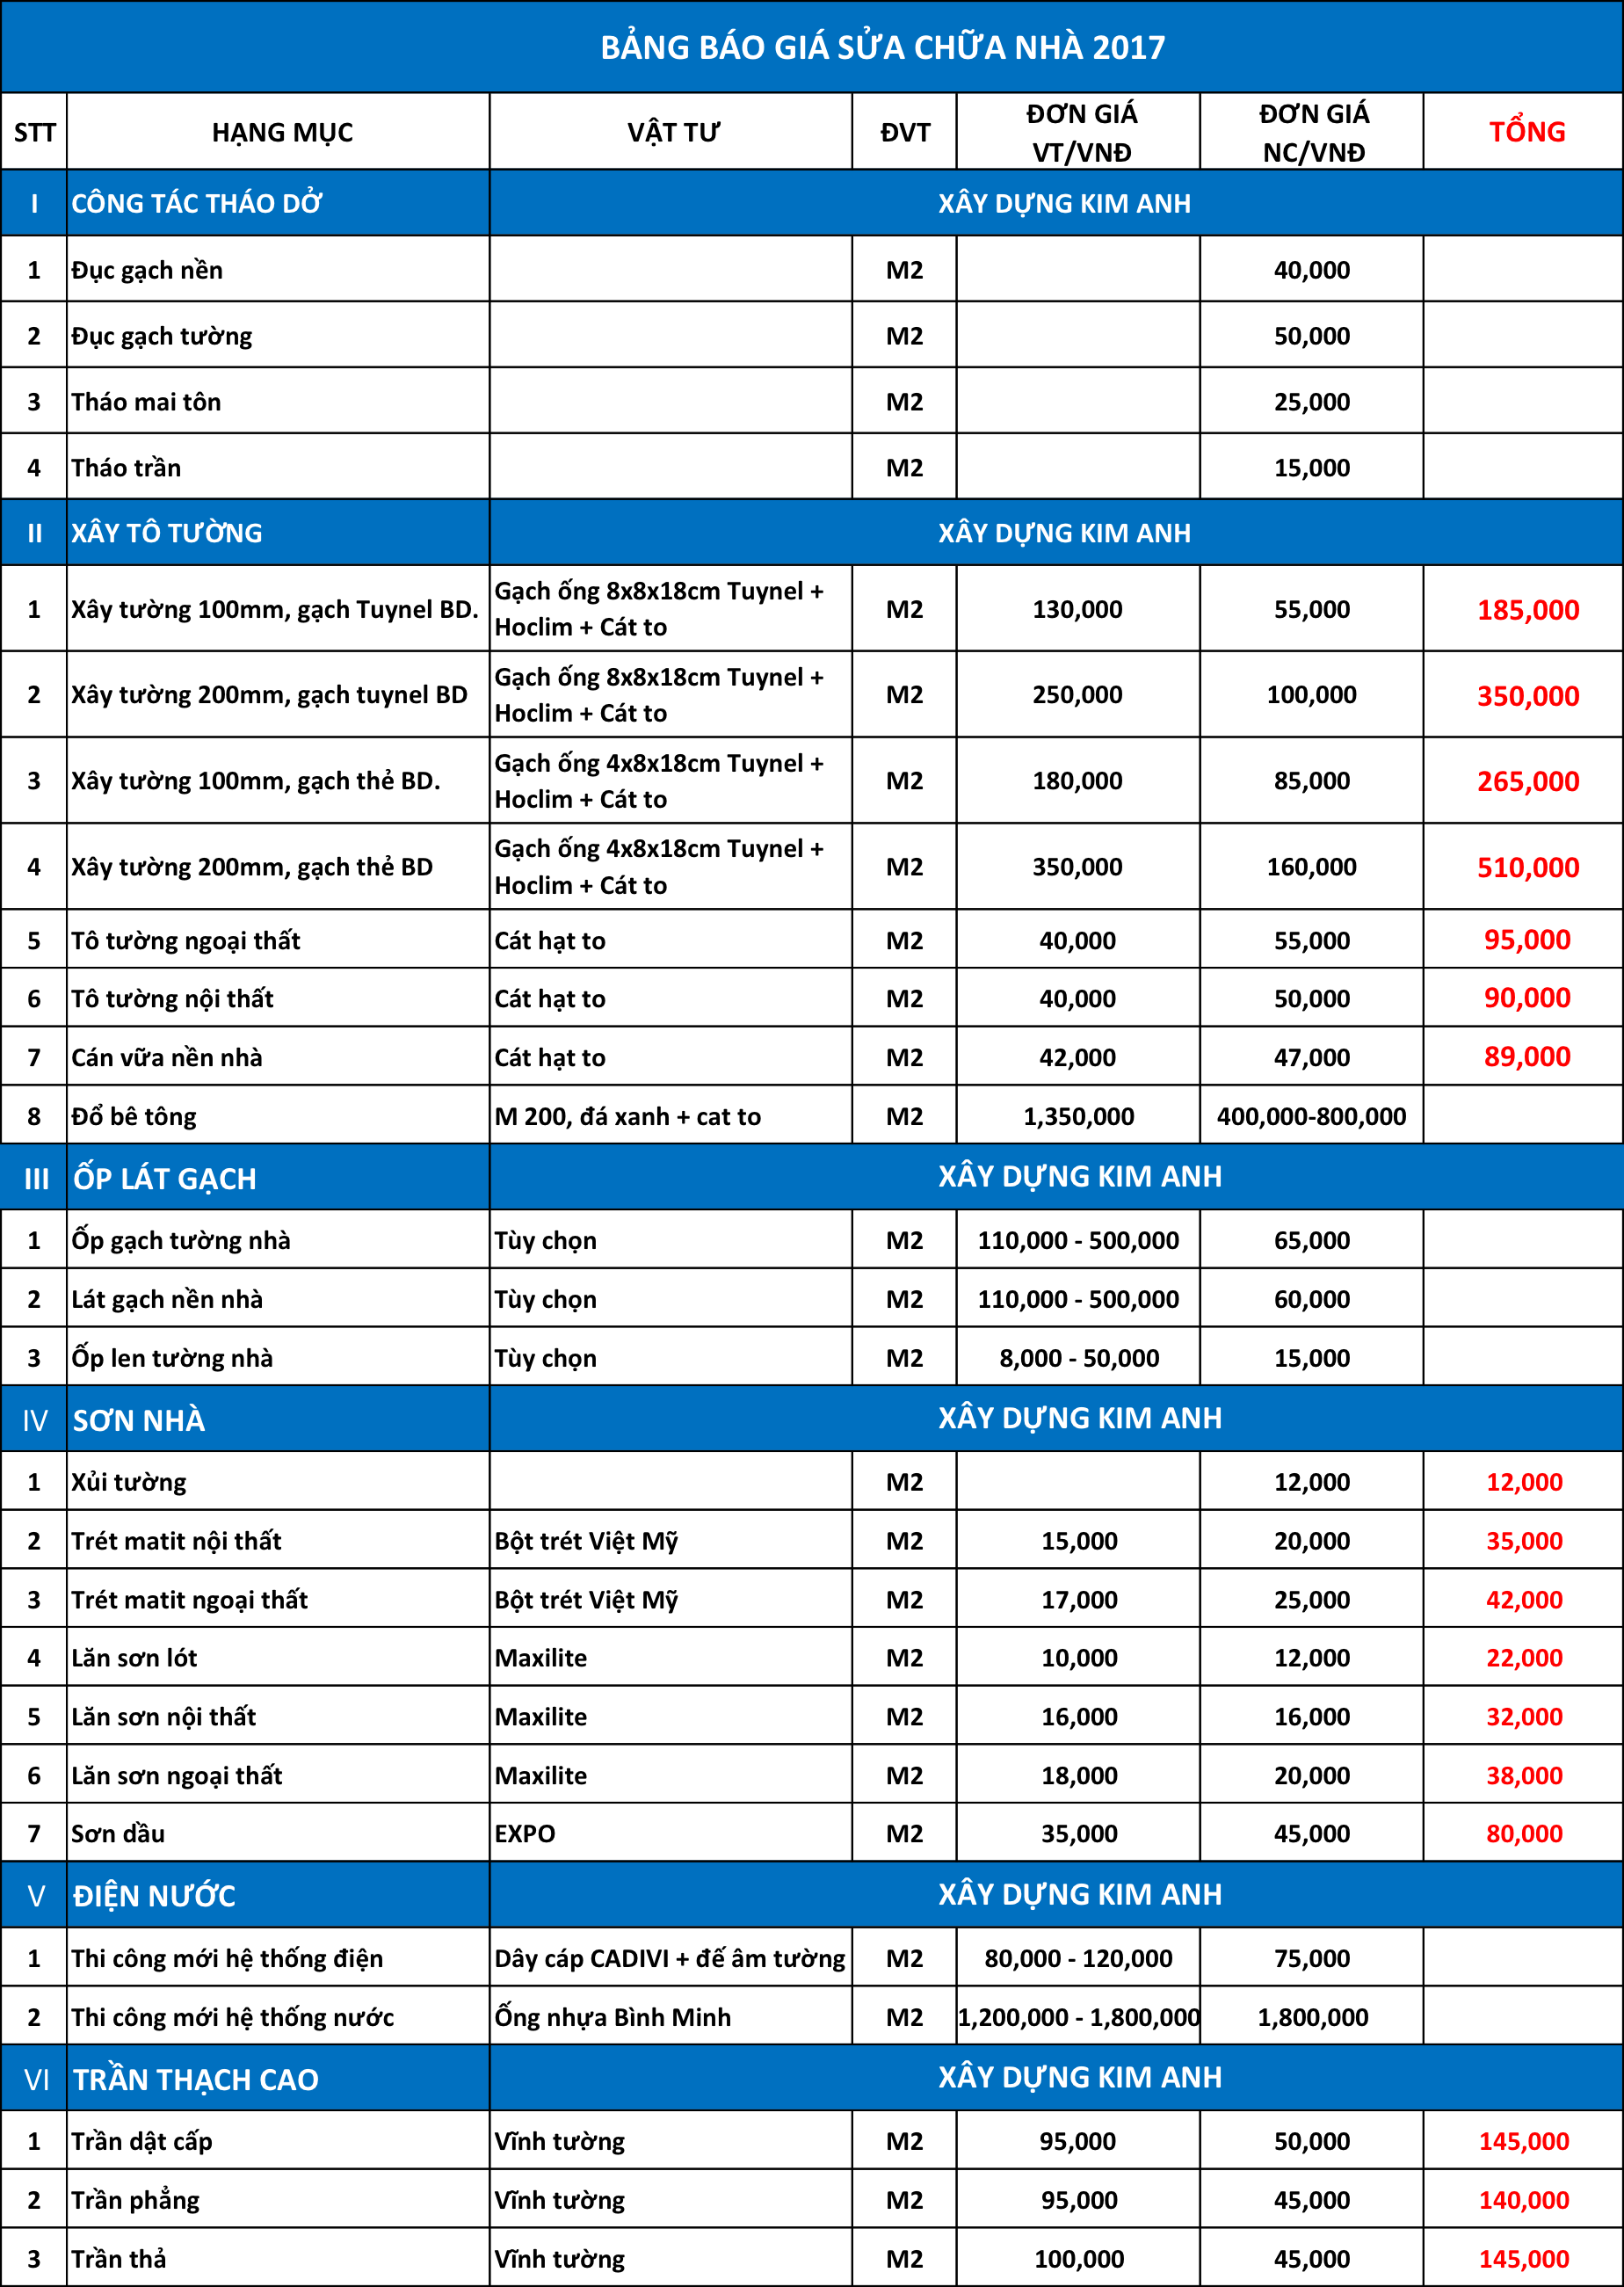 BẢNG BÁO GIÁ SỬA CHỮA NHÀ 2017
STT HẠNG MỤC VẬT TƯ ĐVT ĐƠN GIÁ VT/VNĐ ĐƠN GIÁ NC/VNĐ TỔNG
I CÔNG TÁC THÁO DỞ XÂY DỰNG KIM ANH
1 Đục gạch nền M2 40,000
2 Đục gạch tường M2 50,000
3 Tháo mai tôn M2 25,000
4 Tháo trần M2 15,000
II XÂY TÔ TƯỜNG XÂY DỰNG KIM ANH
1 Xây tường 100mm, gạch Tuynel BD. Gạch ống 8x8x18cm Tuynel + Hoclim + Cát to M2 130,000 55,000 185,000
2 Xây tường 200mm, gạch tuynel BD Gạch ống 8x8x18cm Tuynel + Hoclim + Cát to M2 250,000 100,000 350,000
3 Xây tường 100mm, gạch thẻ BD. Gạch ống 4x8x18cm Tuynel + Hoclim + Cát to M2 180,000 85,000 265,000
4 Xây tường 200mm, gạch thẻ BD Gạch ống 4x8x18cm Tuynel + Hoclim + Cát to M2 350,000 160,000 510,000
5 Tô tường ngoại thất Cát hạt to M2 40,000 55,000 95,000
6 Tô tường nội thất Cát hạt to M2 40,000 50,000 90,000
7 Cán vữa nền nhà Cát hạt to M2 42,000 47,000 89,000
8 Đổ bê tông M 200, đá xanh + cat to M2 1,350,000 400,000-800,000
III ỐP LÁT GẠCH XÂY DỰNG KIM ANH
1 Ốp gạch tường nhà Tùy chọn M2 110,000 - 500,000 65,000
2 Lát gạch nền nhà Tùy chọn M2 110,000 - 500,000 60,000
3 Ốp len tường nhà Tùy chọn M2 8,000 - 50,000 15,000
IV SƠN NHÀ XÂY DỰNG KIM ANH
1 Xủi tường M2 12,000 12,000
2 Trét matit nội thất Bột trét Việt Mỹ M2 15,000 20,000 35,000
3 Trét matit ngoại thất Bột trét Việt Mỹ M2 17,000 25,000 42,000
4 Lăn sơn lót Maxilite M2 10,000 12,000 22,000
5 Lăn sơn nội thất Maxilite M2 16,000 16,000 32,000
6 Lăn sơn ngoại thất Maxilite M2 18,000 20,000 38,000
7 Sơn dầu EXPO M2 35,000 45,000 80,000
V ĐIỆN NƯỚC XÂY DỰNG KIM ANH
1 Thi công mới hệ thống điện Dây cáp CADIVI + đế âm tường M2 80,000 - 120,000 75,000
2 Thi công mới hệ thống nước Ống nhựa Bình Minh M2 1,200,000 - 1,800,000 1,800,000
VI TRẦN THẠCH CAO XÂY DỰNG KIM ANH
1 Trần dật cấp Vĩnh tường M2 95,000 50,000 145,000
2 Trần phẳng Vĩnh tường M2 95,000 45,000 140,000
3 Trần thả Vĩnh tường M2 100,000 45,000 145,000